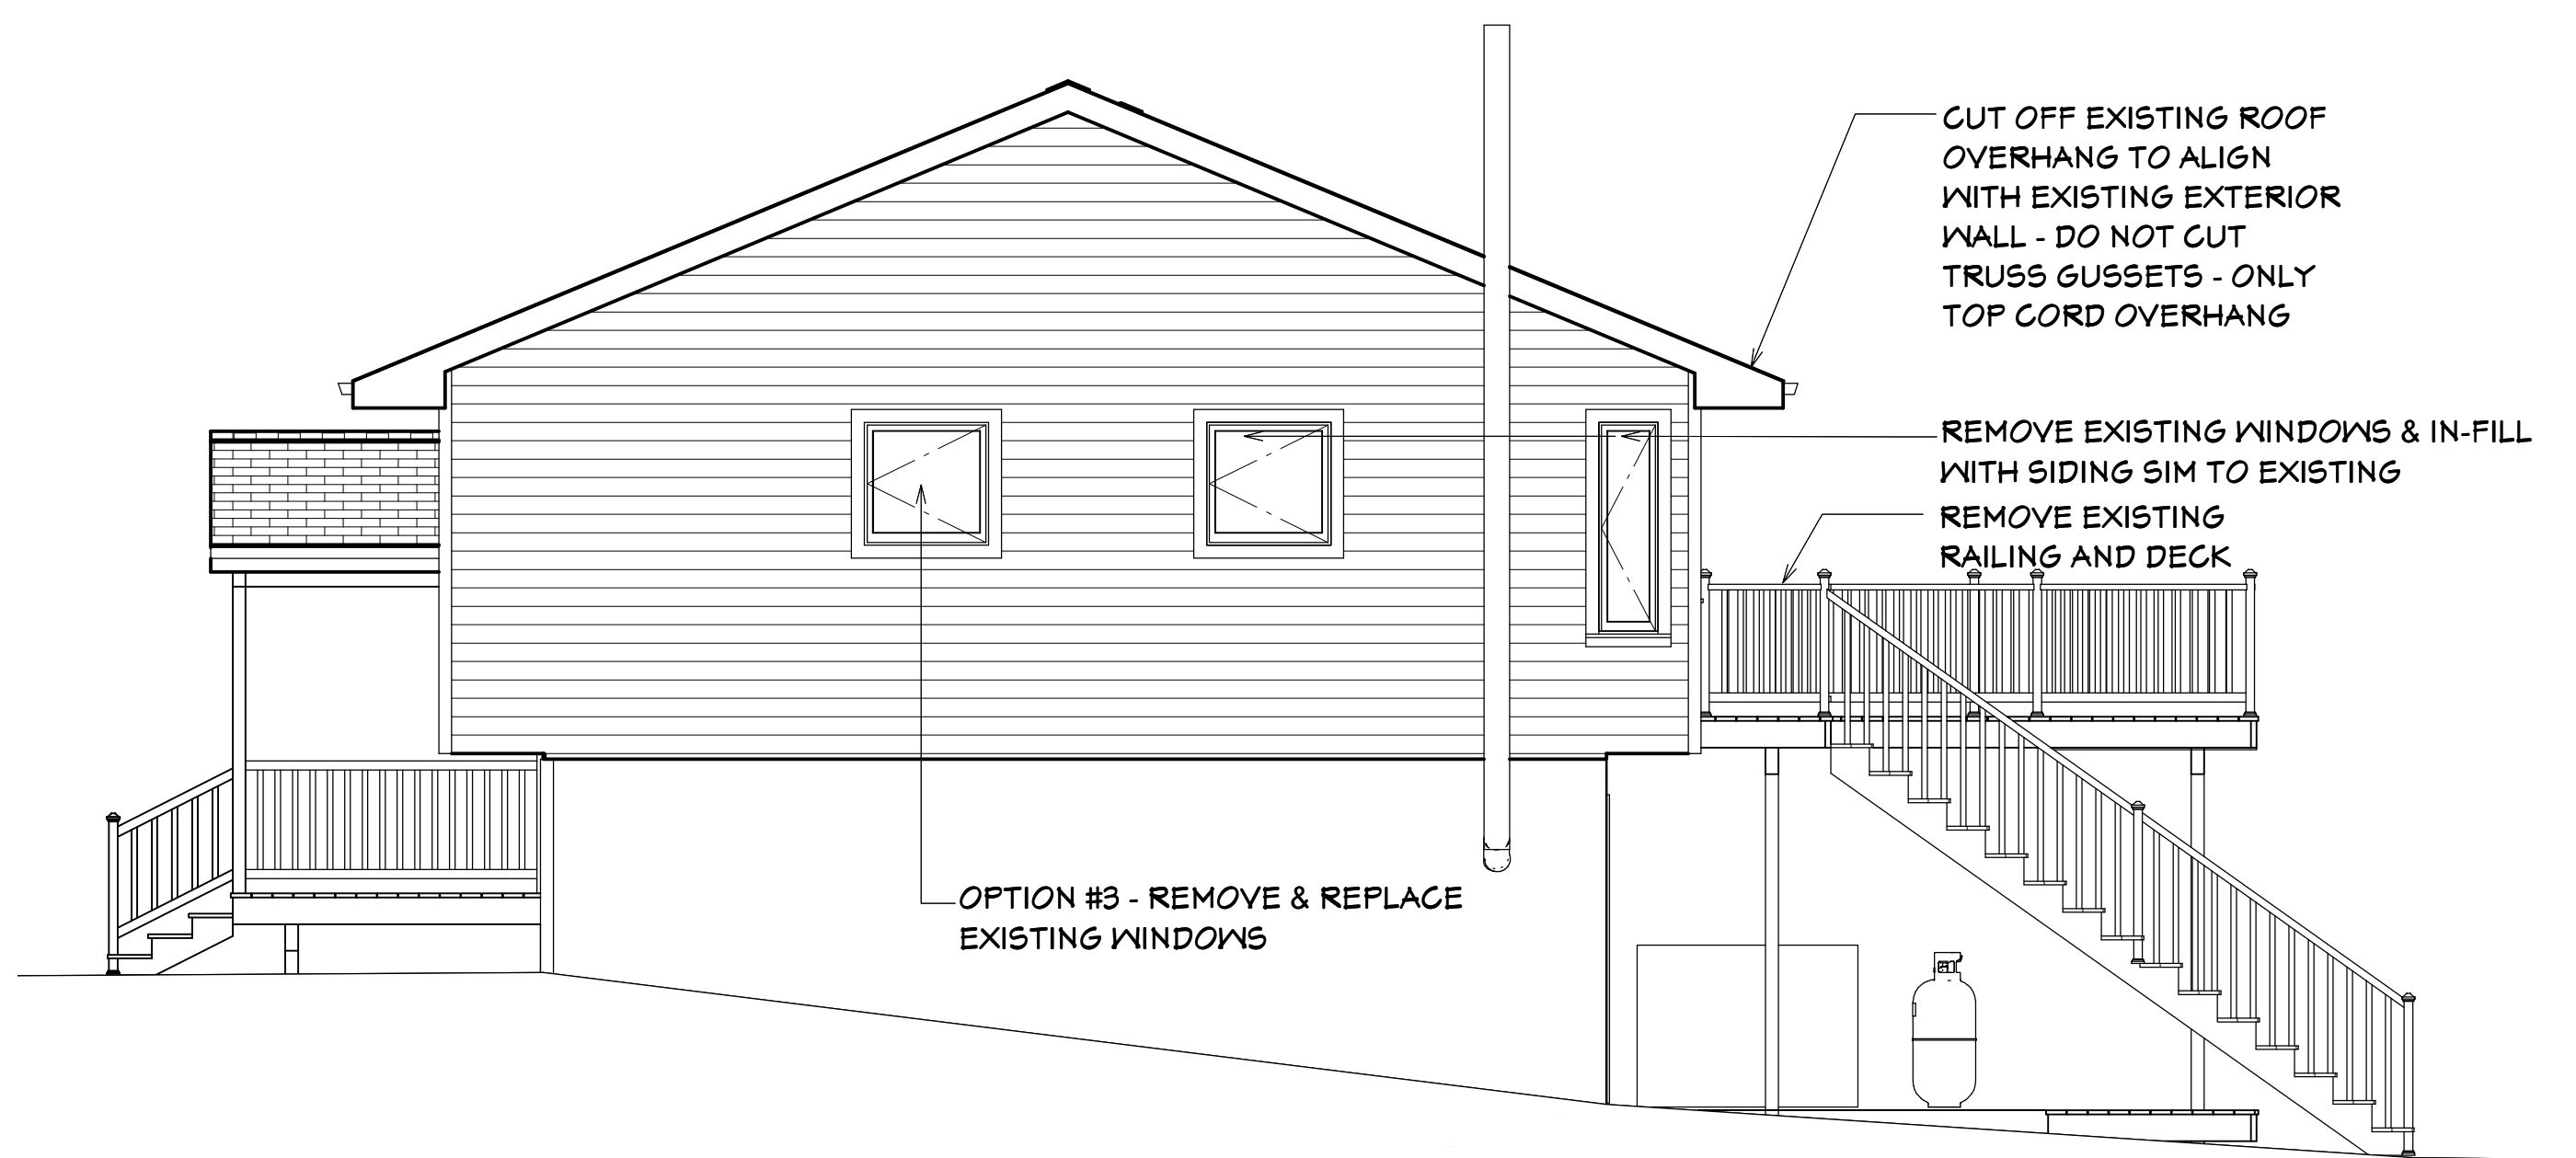 CUT OFF EXISTING ROOF
OVERHANG TO ALIGN
WITH EXISTING EXTERIOR
WALL - DO NOT CUT
TRUSS GUSSETS - ONLY
TOP CORD OVERHANG
REMOVE EXISTING WINDOWS & IN-FILL
WITH SIDING SIM TO EXISTING
REMOVE EXISTING
RAILING AND DECK
OPTION #3 - REMOVE & REPLACE
EXISTING WINDOWS